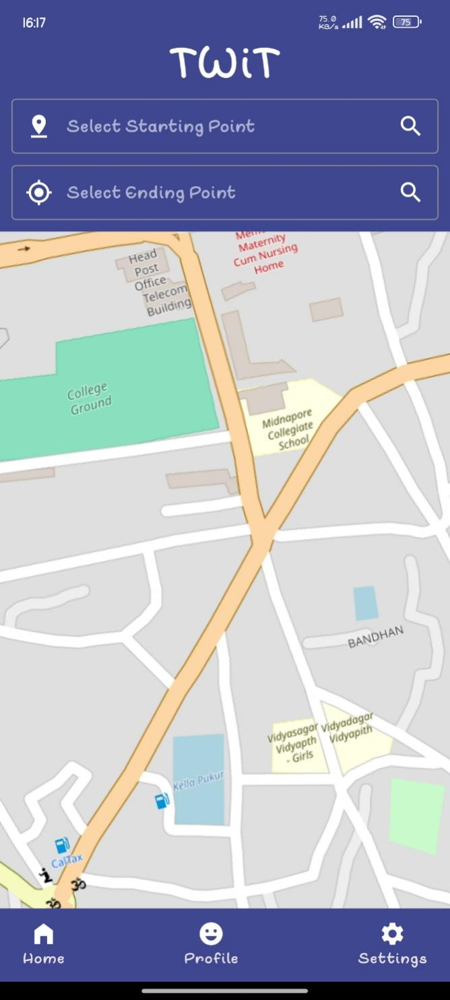 16:17
75.0
KB/s
75
TWiT
Select Starting Point
Select Ending Point
Maternity
Cum Nursing
Home
Head
Post
Office
Telecom
Building
College
Ground
Midnapore
Collegiate
School
BANDHAN
Vidyasagar
Vidyapth
- Girls
Vidyadagar
Vidyapith
Kella Pukur
CalTax
ॐ
ॐ
Home
Profile
Settings